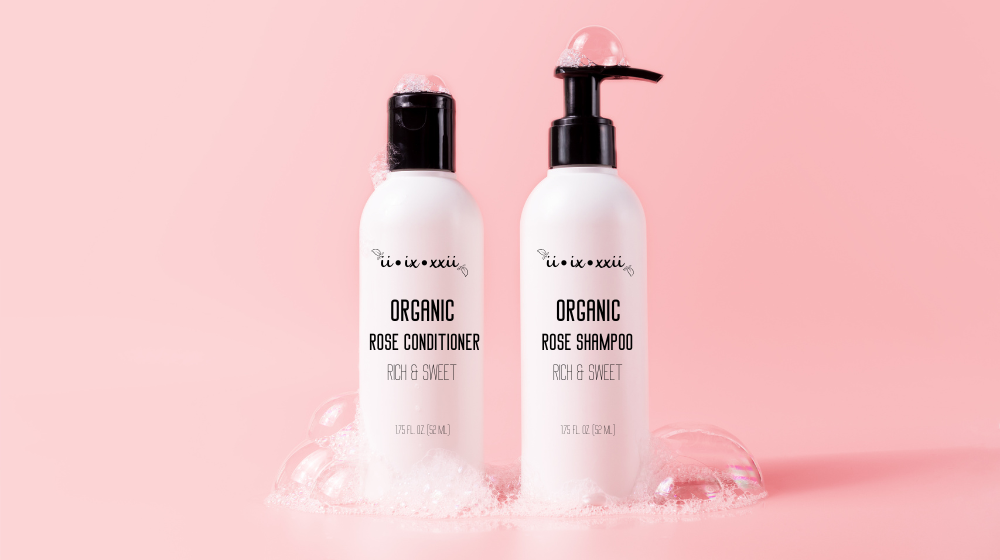 ii•ix•xxii
ORGANIC
ROSE CONDITIONER
RICH & SWEET
1.75 FL. OZ. (52 ML)
ii•ix•xxii
ORGANIC
ROSE SHAMPOO
RICH & SWEET
1.75 FL. OZ. (52 ML)